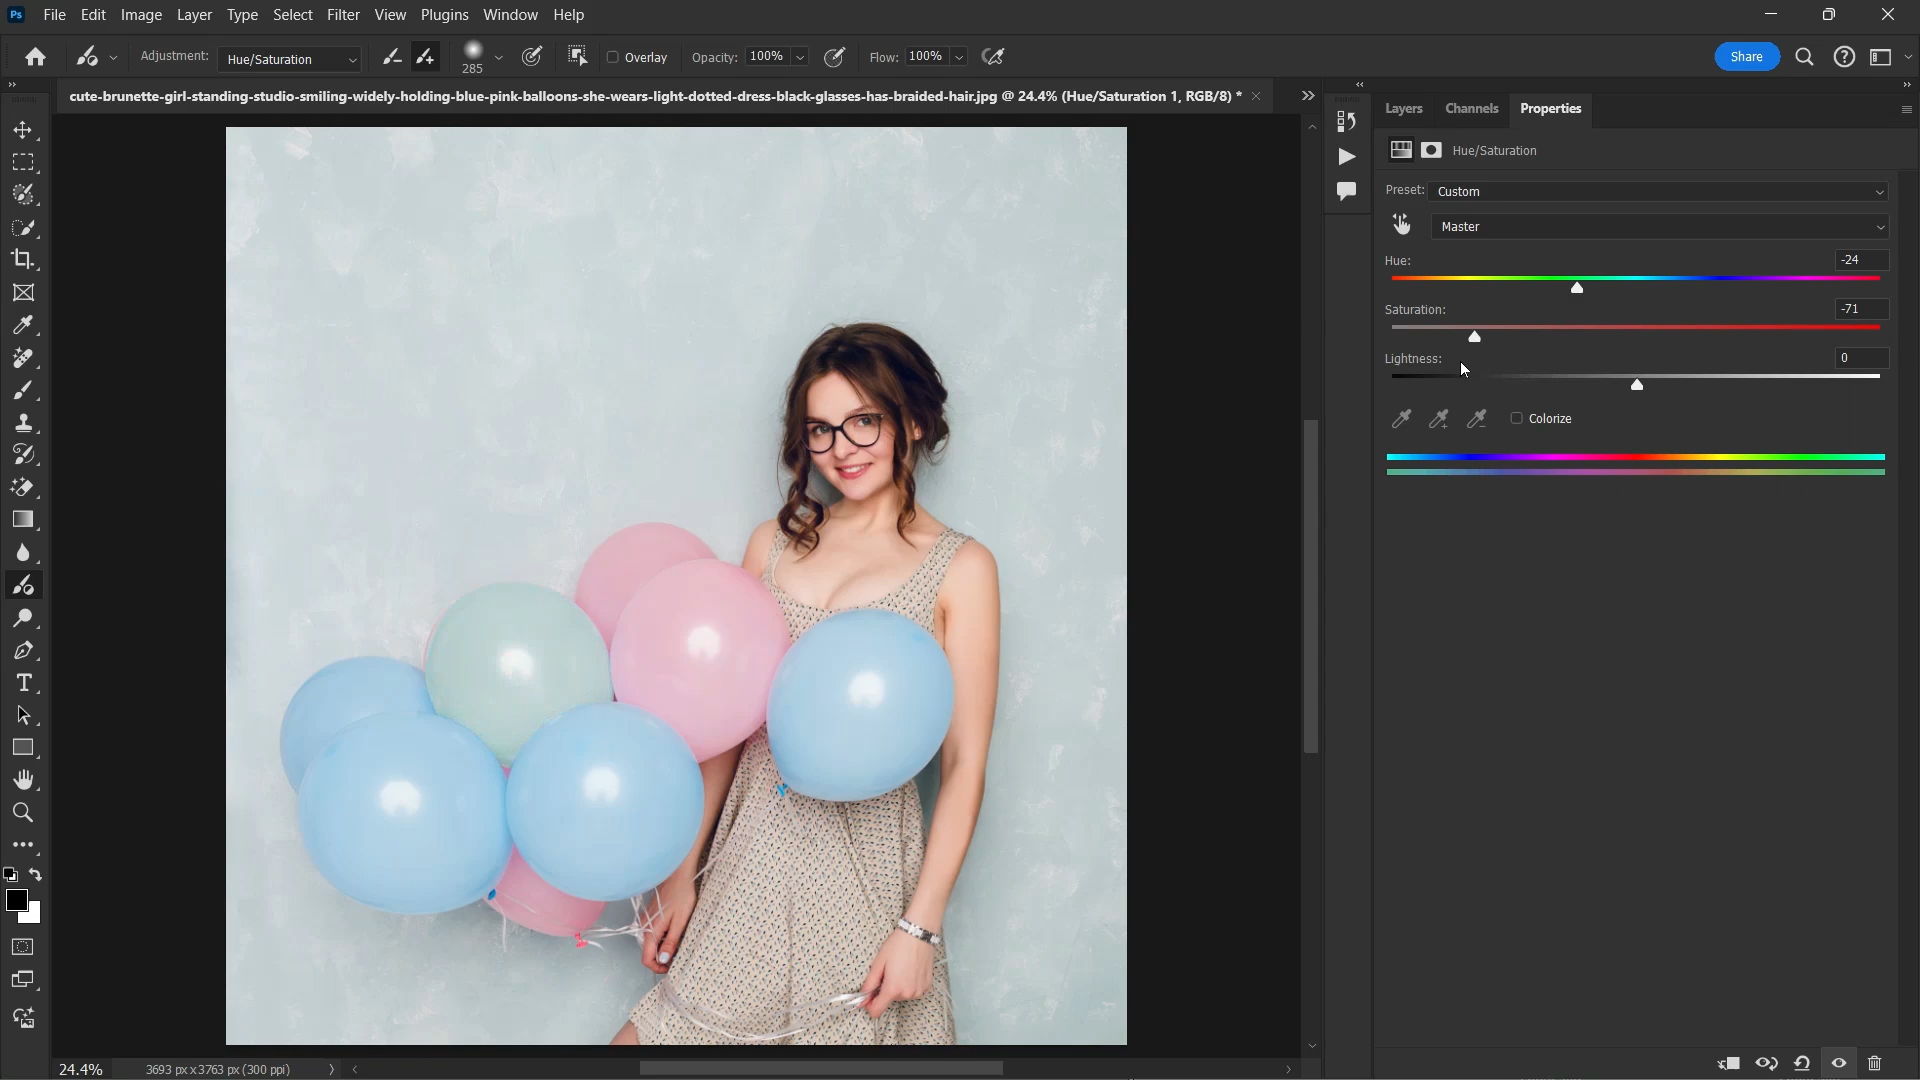 Ps File Edit Image Layer Type Select Filter View Plugins Window Help
Adjustment: Hue/Saturation 285 Overlay Opacity: 100% Flow: 100% Share
cute-brunette-girl-standing-studio-smiling-widely-holding-blue-pink-balloons-she-wears-light-dotted-dress-black-glasses-has-braided-hair.jpg @ 24.4% (Hue/Saturation 1, RGB/8) *
Layers Channels Properties
Hue/Saturation
Preset: Custom
Master
Hue: -24
Saturation: -71
Lightness: 0
Colorize
24.4% 3693 px x 3763 px (300 ppi)